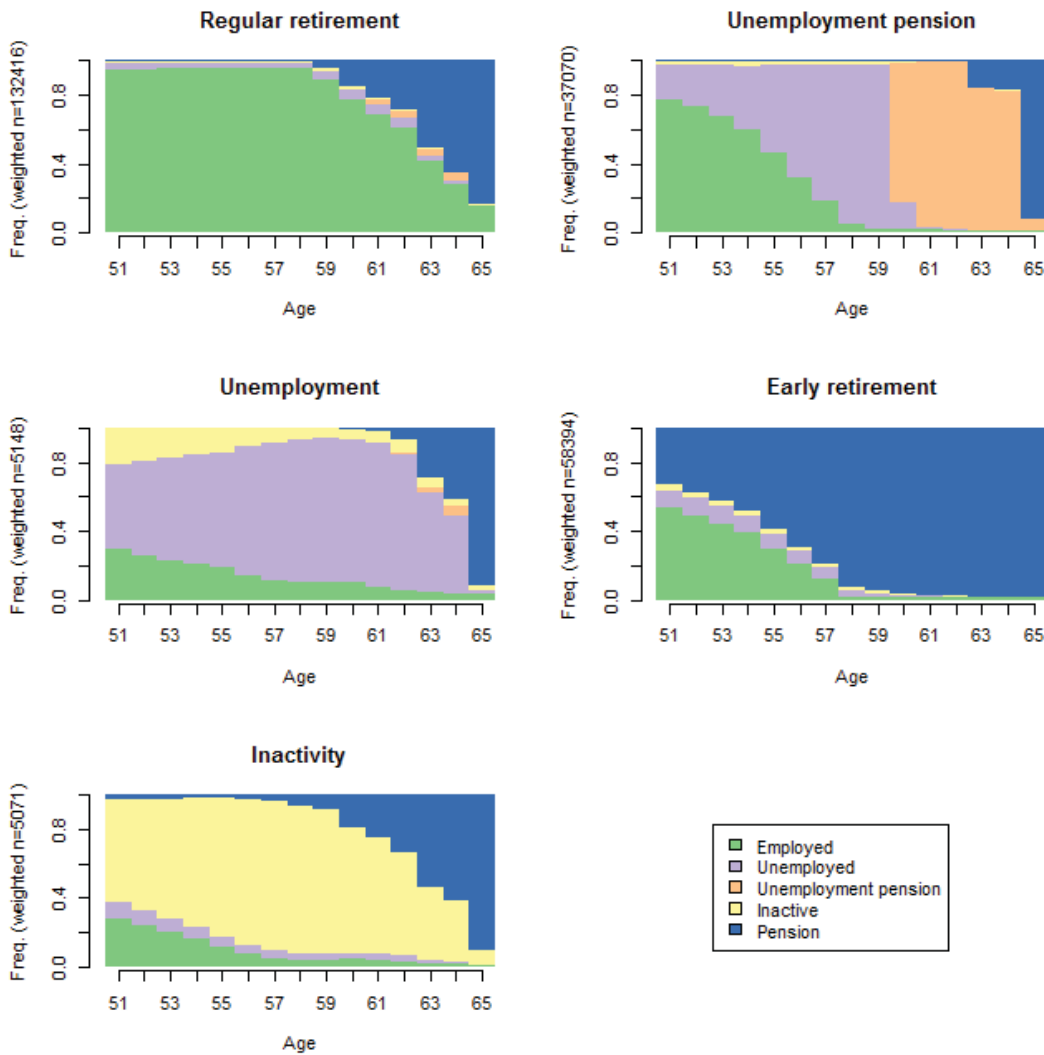 Regular retirement
Freq. (weighted n=132416)
0.0 0.4 0.8
51 53 55 57 59 61 63 65
Age
Unemployment pension
Freq. (weighted n=37070)
0.0 0.4 0.8
51 53 55 57 59 61 63 65
Age
Unemployment
Freq. (weighted n=5148)
0.0 0.4 0.8
51 53 55 57 59 61 63 65
Age
Early retirement
Freq. (weighted n=58394)
0.0 0.4 0.8
51 53 55 57 59 61 63 65
Age
Inactivity
Freq. (weighted n=5071)
0.0 0.4 0.8
51 53 55 57 59 61 63 65
Age
Employed
Unemployed
Unemployment pension
Inactive
Pension